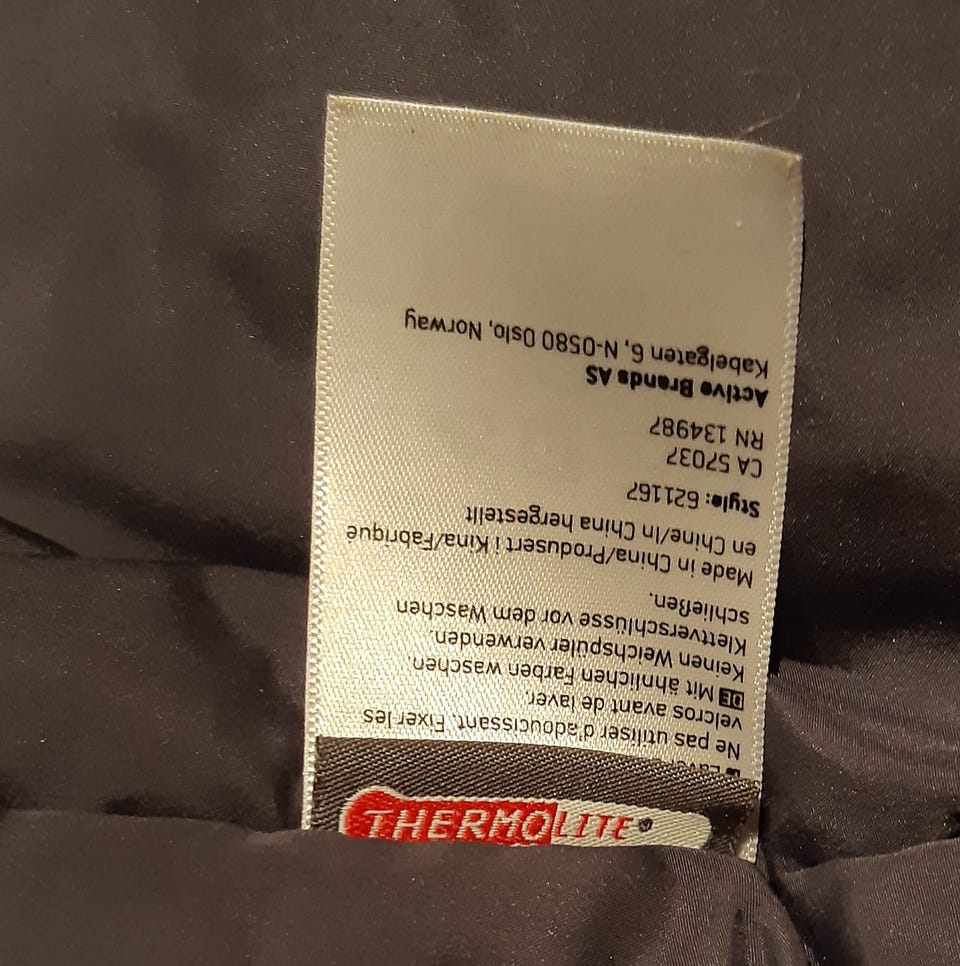 Ne pas utiliser d'adoucissant. Fixer les
velcros avant de laver.
DE Mit ähnlichen Farben waschen.
Keinen Weichspüler verwenden.
Klettverschlüsse vor dem Waschen
schließen.
Made in China/Produsert i Kina/Fabriqué
en Chine/In China hergestellt
Style: 621167
CA 57037
RN 134987
Active Brands AS
Kabelgaten 6, N-0580 Oslo, Norway
THERMOLITE®